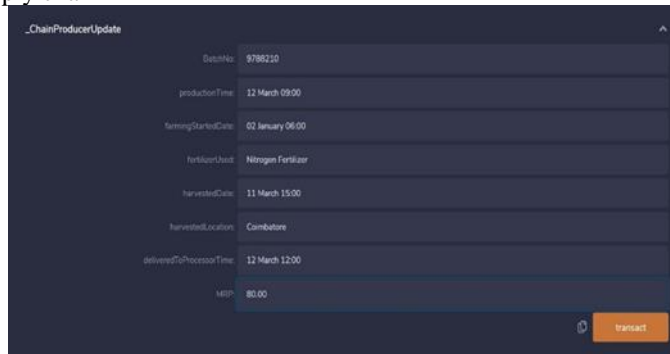 _ChainProducerUpdate
BatchNo: 9788210
productionTime: 12 March 09:00
farmingStartedDate: 02 January 06:00
fertilizerUsed: Nitrogen Fertilizer
harvestedDate: 11 March 15:00
harvestedLocation: Coimbatore
deliveredToProcessorTime: 12 March 12:00
MRP: 80.00
transact